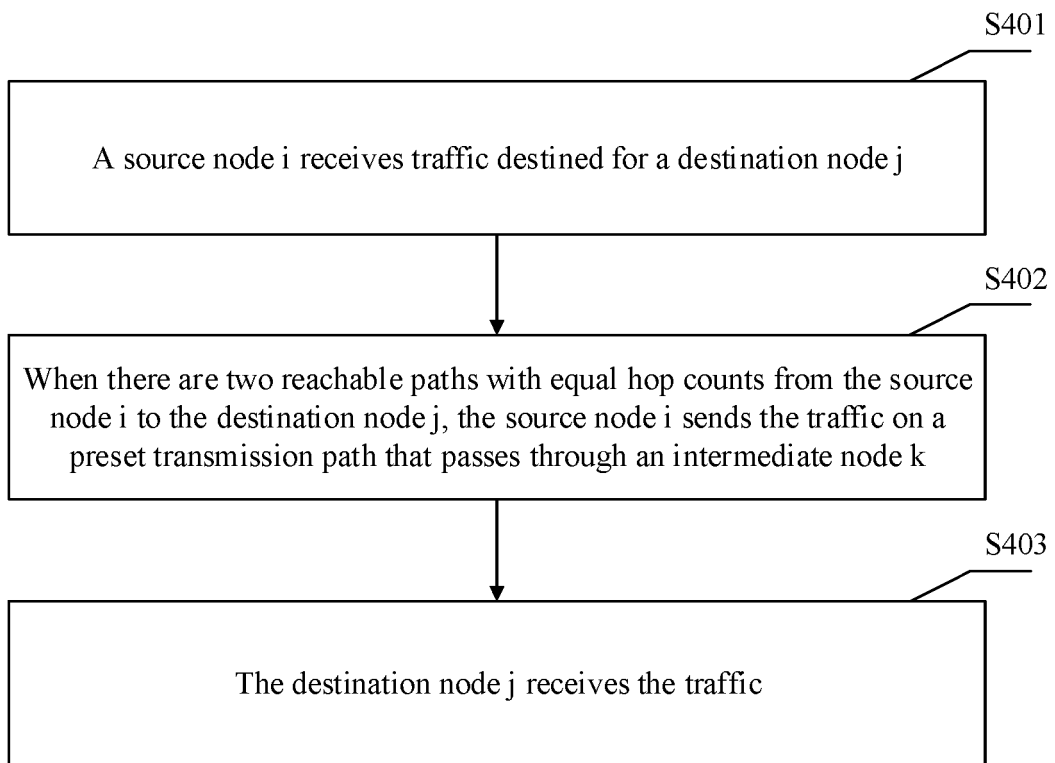 S401
A source node i receives traffic destined for a destination node j
S402
When there are two reachable paths with equal hop counts from the source
node i to the destination node j, the source node i sends the traffic on a
preset transmission path that passes through an intermediate node k
S403
The destination node j receives the traffic